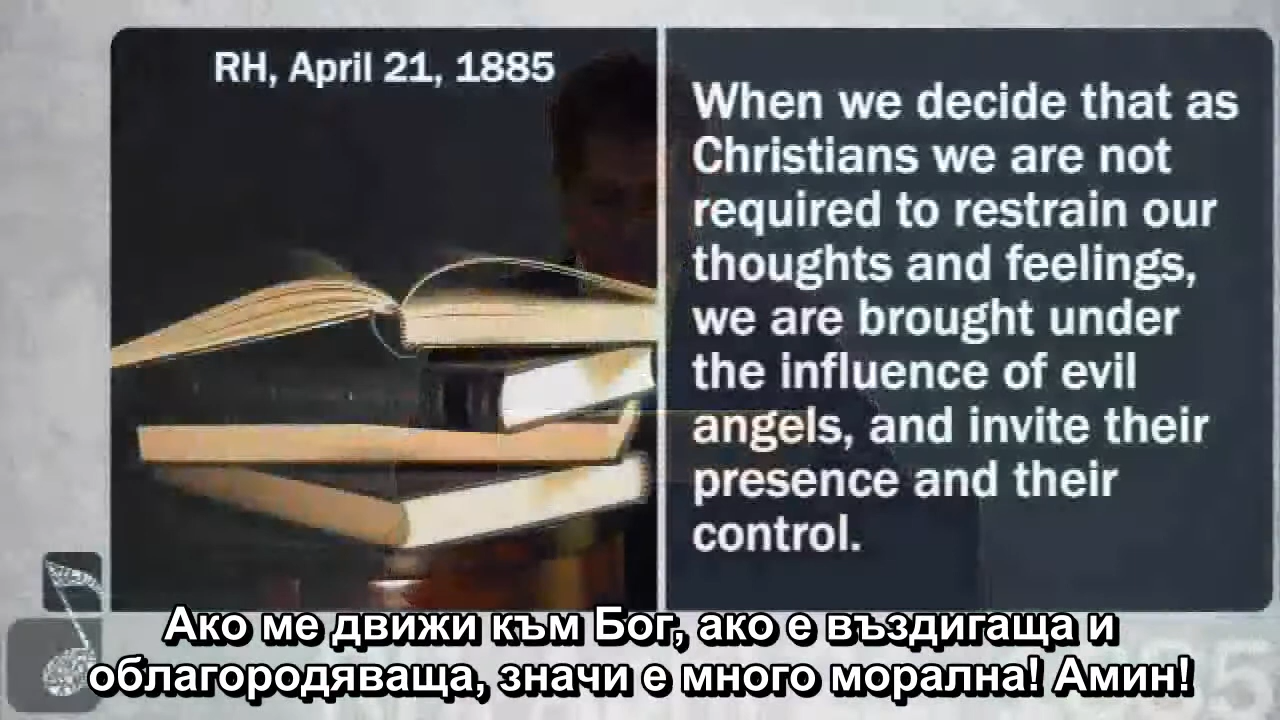 RH, April 21, 1885
When we decide that as
Christians we are not
required to restrain our
thoughts and feelings,
we are brought under
the influence of evil
angels, and invite their
presence and their
control.
Ако ме движи към Бог, ако е въздигаща и
облагородяваща, значи е много морална! Амин!